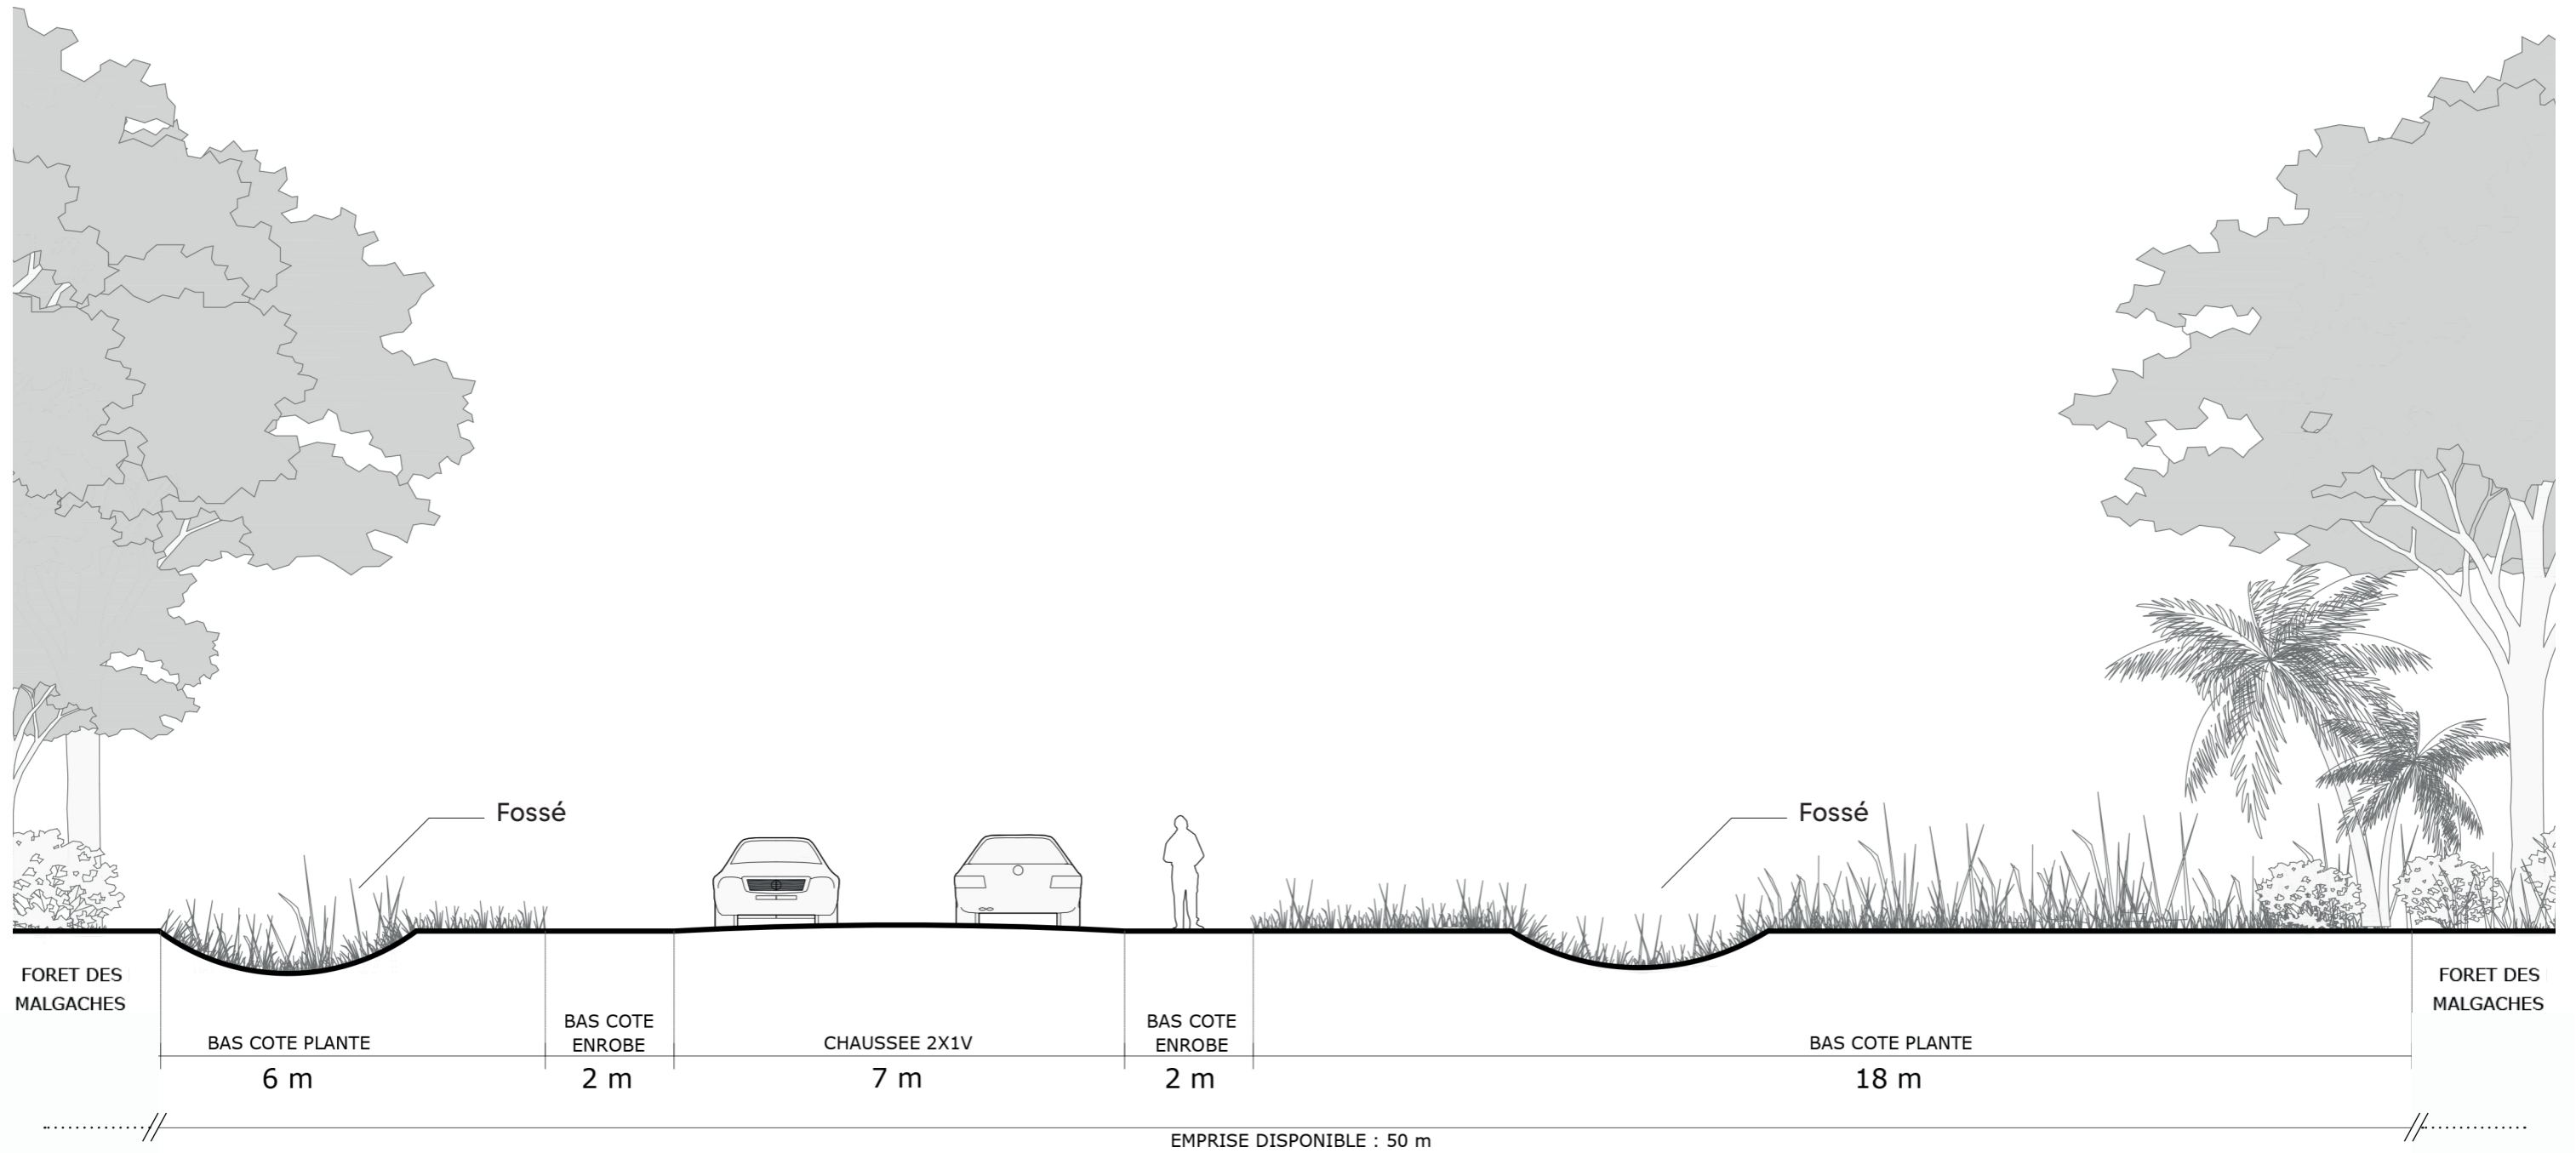 Fossé
Fossé
FORET DES
MALGACHES
BAS COTE PLANTE
6 m
BAS COTE
ENROBE
2 m
CHAUSSEE 2X1V
7 m
BAS COTE
ENROBE
2 m
BAS COTE PLANTE
18 m
FORET DES
MALGACHES
EMPRISE DISPONIBLE : 50 m